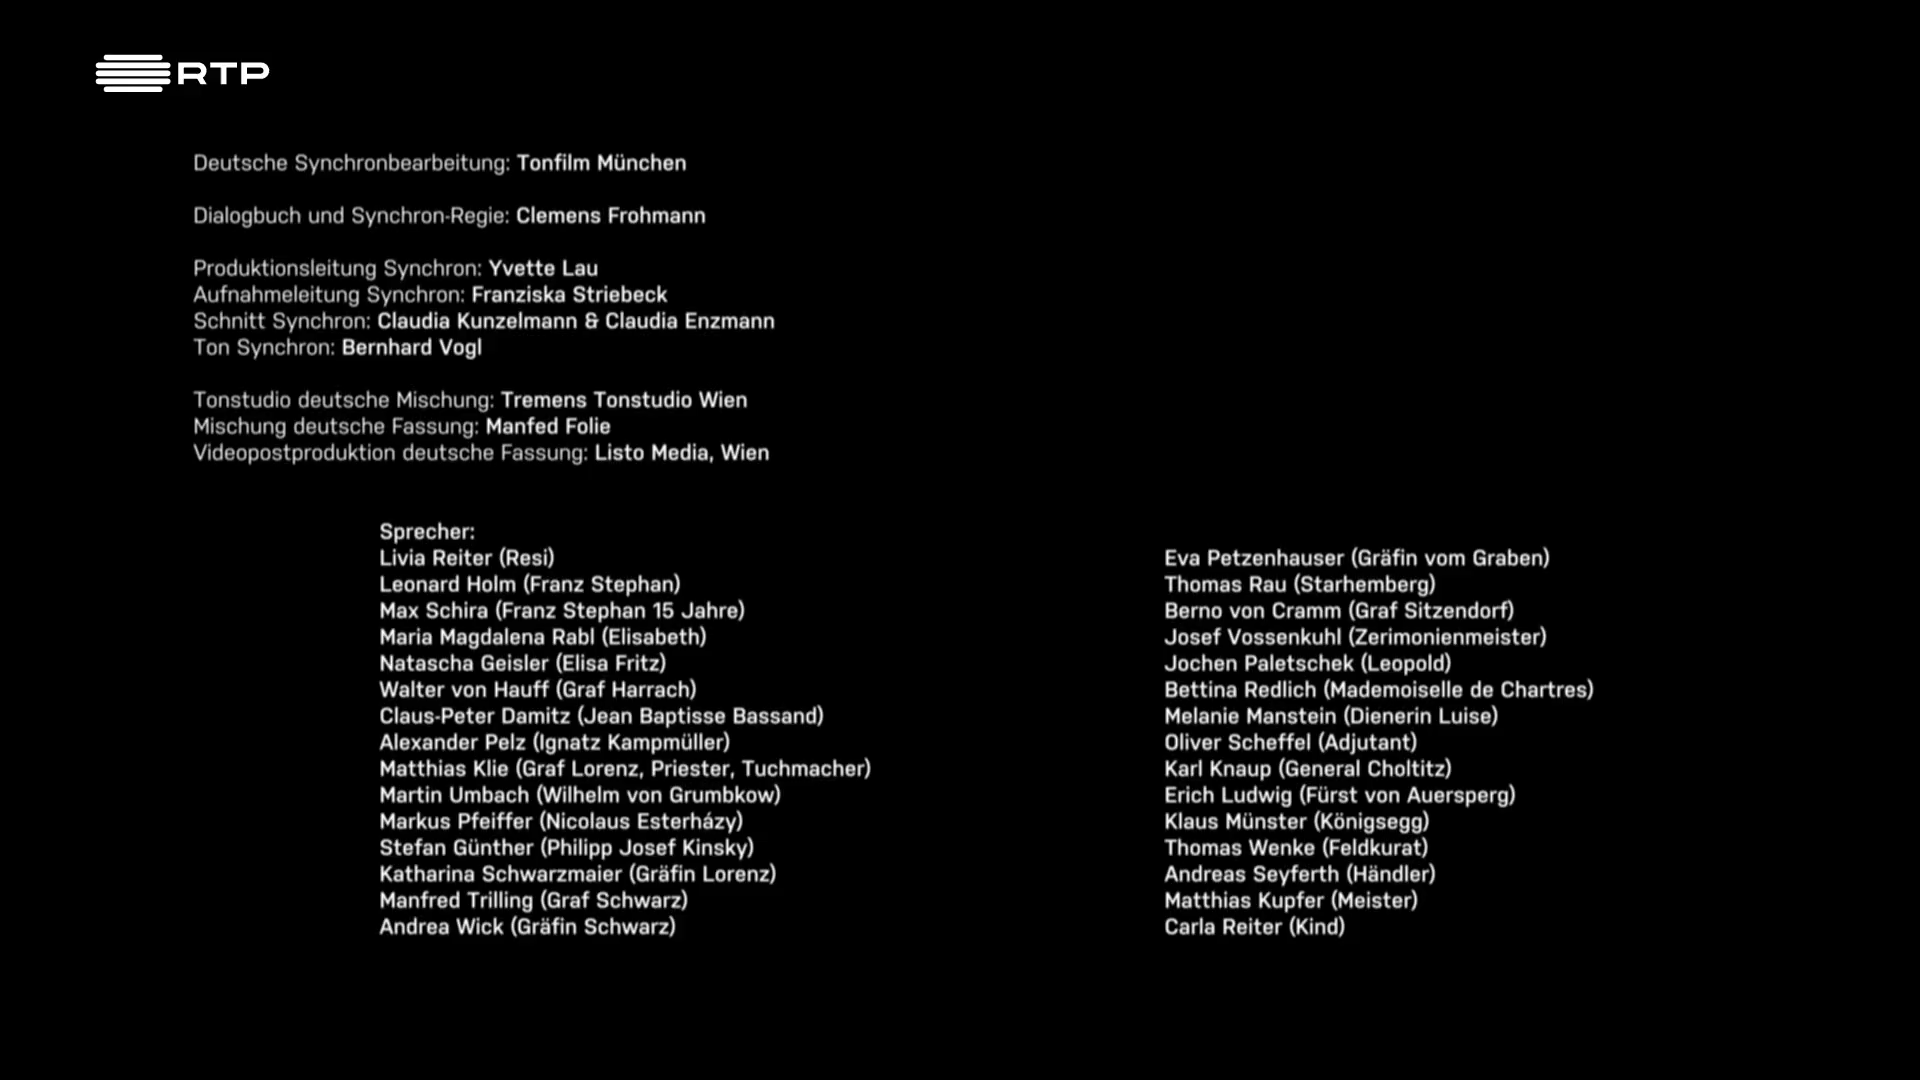 RTP
Deutsche Synchronbearbeitung: Tonfilm München
Dialogbuch und Synchron-Regie: Clemens Frohmann
Produktionsleitung Synchron: Yvette Lau
Aufnahmeleitung Synchron: Franziska Striebeck
Schnitt Synchron: Claudia Kunzelmann & Claudia Enzmann
Ton Synchron: Bernhard Vogl
Tonstudio deutsche Mischung: Tremens Tonstudio Wien
Mischung deutsche Fassung: Manfed Folie
Videopostproduktion deutsche Fassung: Listo Media, Wien
Sprecher:
Livia Reiter (Resi)
Leonard Holm (Franz Stephan)
Max Schira (Franz Stephan 15 Jahre)
Maria Magdalena Rabl (Elisabeth)
Natascha Geisler (Elisa Fritz)
Walter von Hauff (Graf Harrach)
Claus-Peter Damitz (Jean Baptisse Bassand)
Alexander Pelz (Ignatz Kampmüller)
Matthias Klie (Graf Lorenz, Priester, Tuchmacher)
Martin Umbach (Wilhelm von Grumbkow)
Markus Pfeiffer (Nicolaus Esterházy)
Stefan Günther (Philipp Josef Kinsky)
Katharina Schwarzmaier (Gräfin Lorenz)
Manfred Trilling (Graf Schwarz)
Andrea Wick (Gräfin Schwarz)
Eva Petzenhauser (Gräfin vom Graben)
Thomas Rau (Starhemberg)
Berno von Cramm (Graf Sitzendorf)
Josef Vossenkuhl (Zerimonienmeister)
Jochen Paletschek (Leopold)
Bettina Redlich (Mademoiselle de Chartres)
Melanie Manstein (Dienerin Luise)
Oliver Scheffel (Adjutant)
Karl Knaup (General Choltitz)
Erich Ludwig (Fürst von Auersperg)
Klaus Münster (Königsegg)
Thomas Wenke (Feldkurat)
Andreas Seyferth (Händler)
Matthias Kupfer (Meister)
Carla Reiter (Kind)